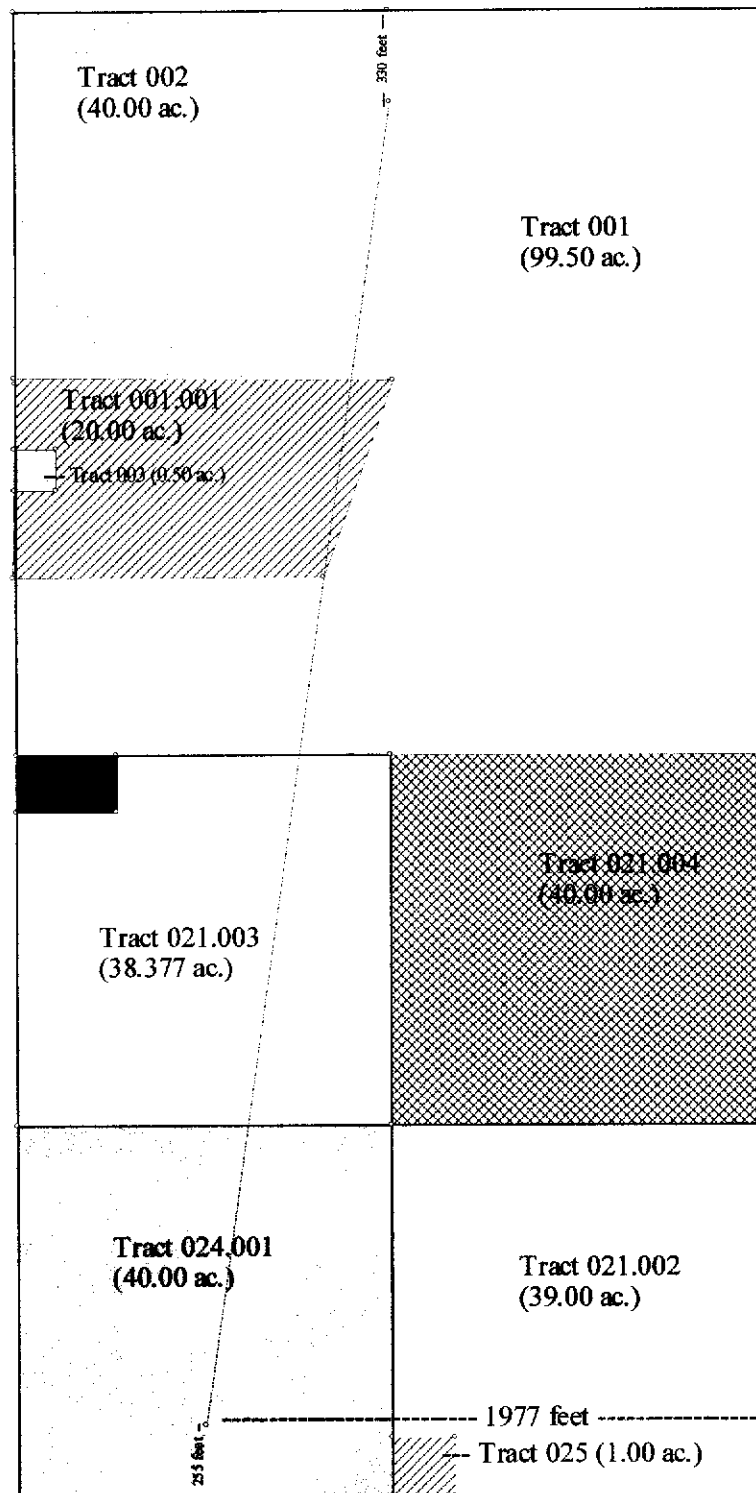 330 feet
Tract 002
(40.00 ac.)
Tract 001
(99.50 ac.)
Tract 001.001
(20.00 ac.)
Tract 003 (0.50 ac.)
Tract 021.004
(40.00 ac.)
Tract 021.003
(38.377 ac.)
Tract 024.001
(40.00 ac.)
Tract 021.002
(39.00 ac.)
1977 feet
255 feet
Tract 025 (1.00 ac.)